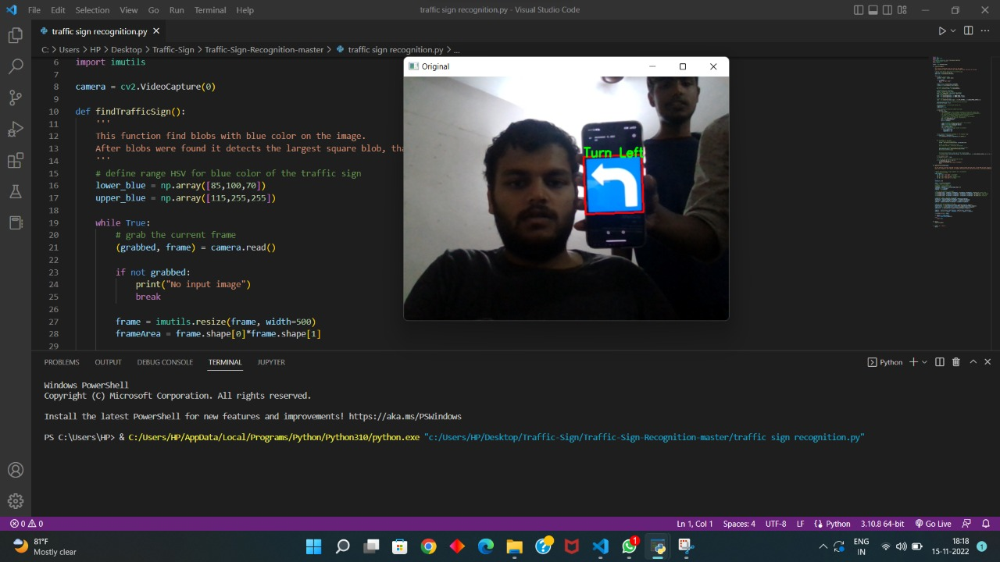 File Edit Selection View Go Run Terminal Help traffic sign recognition.py - Visual Studio Code
traffic sign recognition.py
C: > Users > HP > Desktop > Traffic-Sign > Traffic-Sign-Recognition-master > traffic sign recognition.py > ...
6 import imutils
7
8 camera = cv2.VideoCapture(0)
9
10 def findTrafficSign():
11 '''
12 This function find blobs with blue color on the image.
13 After blobs were found it detects the largest square blob, tha
14 '''
15 # define range HSV for blue color of the traffic sign
16 lower_blue = np.array([85,100,70])
17 upper_blue = np.array([115,255,255])
18
19 while True:
20 # grab the current frame
21 (grabbed, frame) = camera.read()
22
23 if not grabbed:
24 print("No input image")
25 break
26
27 frame = imutils.resize(frame, width=500)
28 frameArea = frame.shape[0]*frame.shape[1]
29
Original
Turn Left
PROBLEMS OUTPUT DEBUG CONSOLE TERMINAL JUPYTER
Python
Windows PowerShell
Copyright (C) Microsoft Corporation. All rights reserved.
Install the latest PowerShell for new features and improvements! https://aka.ms/PSWindows
PS C:\Users\HP> & C:/Users/HP/AppData/Local/Programs/Python/Python310/python.exe "c:/Users/HP/Desktop/Traffic-Sign/Traffic-Sign-Recognition-master/traffic sign recognition.py"
0 0 Ln 1, Col 1 Spaces: 4 UTF-8 LF Python 3.10.8 64-bit Go Live
81°F
Mostly clear
1
ENG
IN
18:18
15-11-2022
1